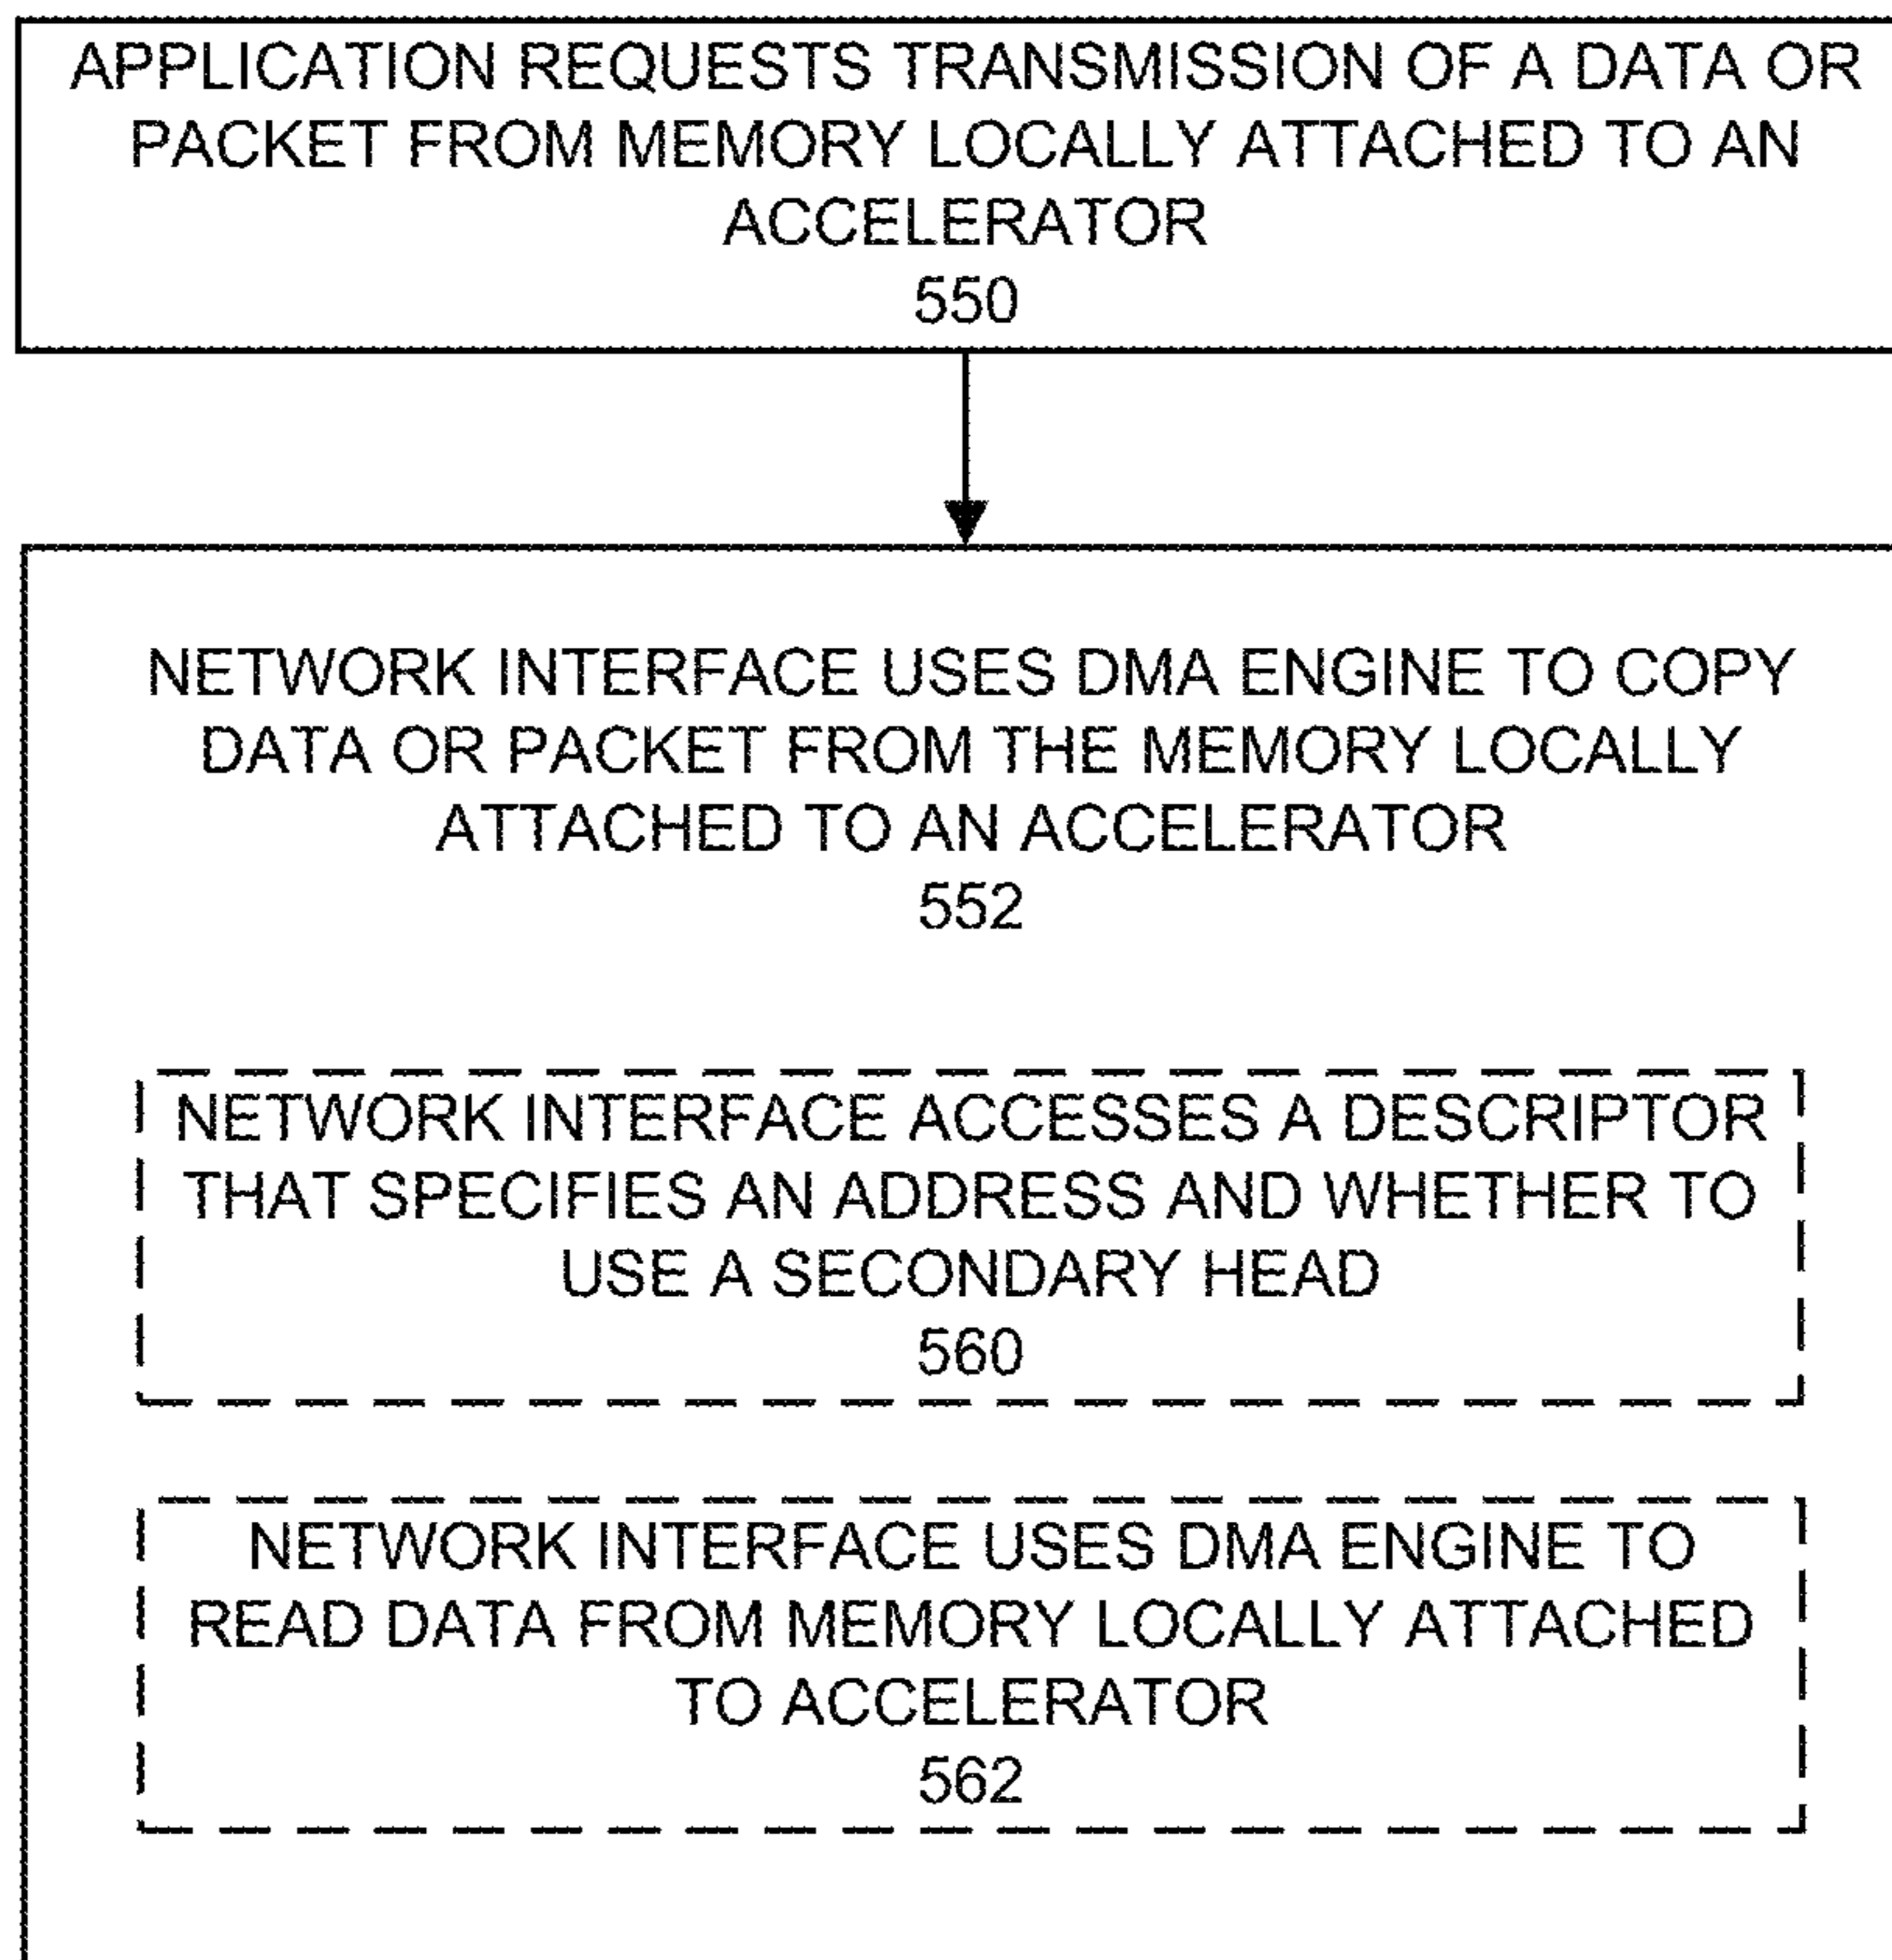 APPLICATION REQUESTS TRANSMISSION OF A DATA OR
PACKET FROM MEMORY LOCALLY ATTACHED TO AN
ACCELERATOR
550
NETWORK INTERFACE USES DMA ENGINE TO COPY
DATA OR PACKET FROM THE MEMORY LOCALLY
ATTACHED TO AN ACCELERATOR
552
NETWORK INTERFACE ACCESSES A DESCRIPTOR
THAT SPECIFIES AN ADDRESS AND WHETHER TO
USE A SECONDARY HEAD
560
NETWORK INTERFACE USES DMA ENGINE TO
READ DATA FROM MEMORY LOCALLY ATTACHED
TO ACCELERATOR
562